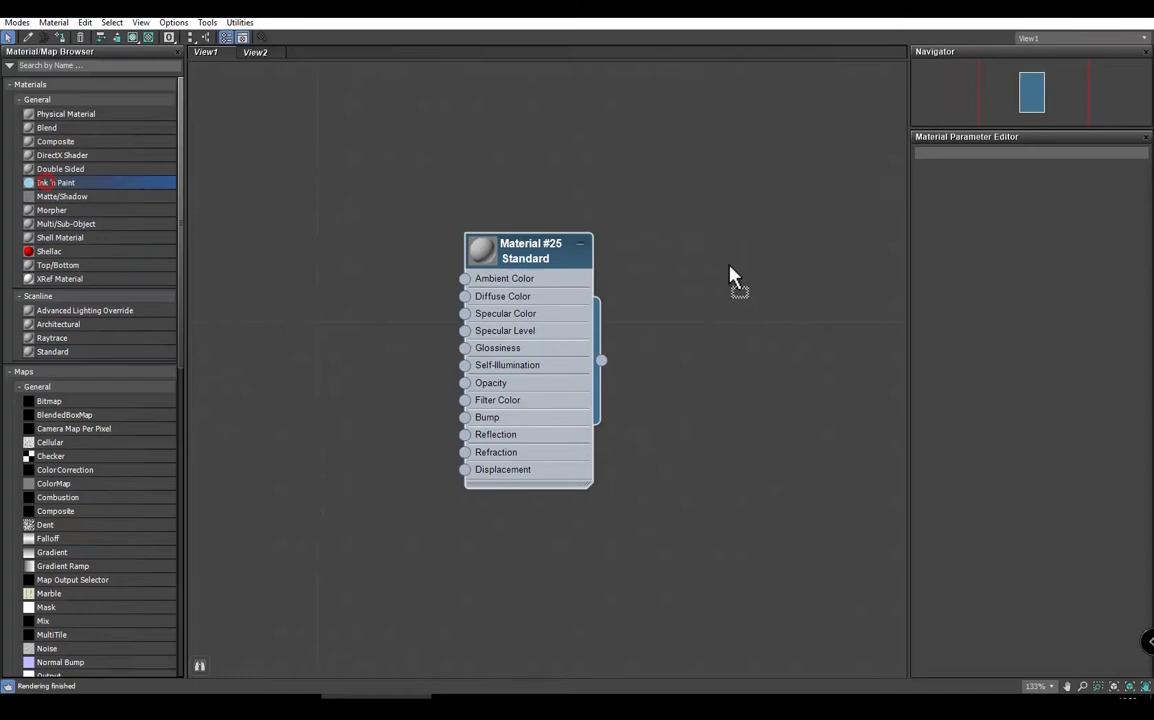 Modes Material Edit Select View Options Tools Utilities
View1
Material/Map Browser
View1 View2
Navigator
Search by Name ...
- Materials
- General
Physical Material
Blend
Composite
DirectX Shader
Double Sided
Ink 'n Paint
Matte/Shadow
Morpher
Multi/Sub-Object
Shell Material
Shellac
Top/Bottom
XRef Material
- Scanline
Advanced Lighting Override
Architectural
Raytrace
Standard
- Maps
- General
Bitmap
BlendedBoxMap
Camera Map Per Pixel
Cellular
Checker
ColorCorrection
ColorMap
Combustion
Composite
Dent
Falloff
Gradient
Gradient Ramp
Map Output Selector
Marble
Mask
Mix
MultiTile
Noise
Normal Bump
Material #25
Standard
Ambient Color
Diffuse Color
Specular Color
Specular Level
Glossiness
Self-Illumination
Opacity
Filter Color
Bump
Reflection
Refraction
Displacement
Material Parameter Editor
Rendering finished
133%